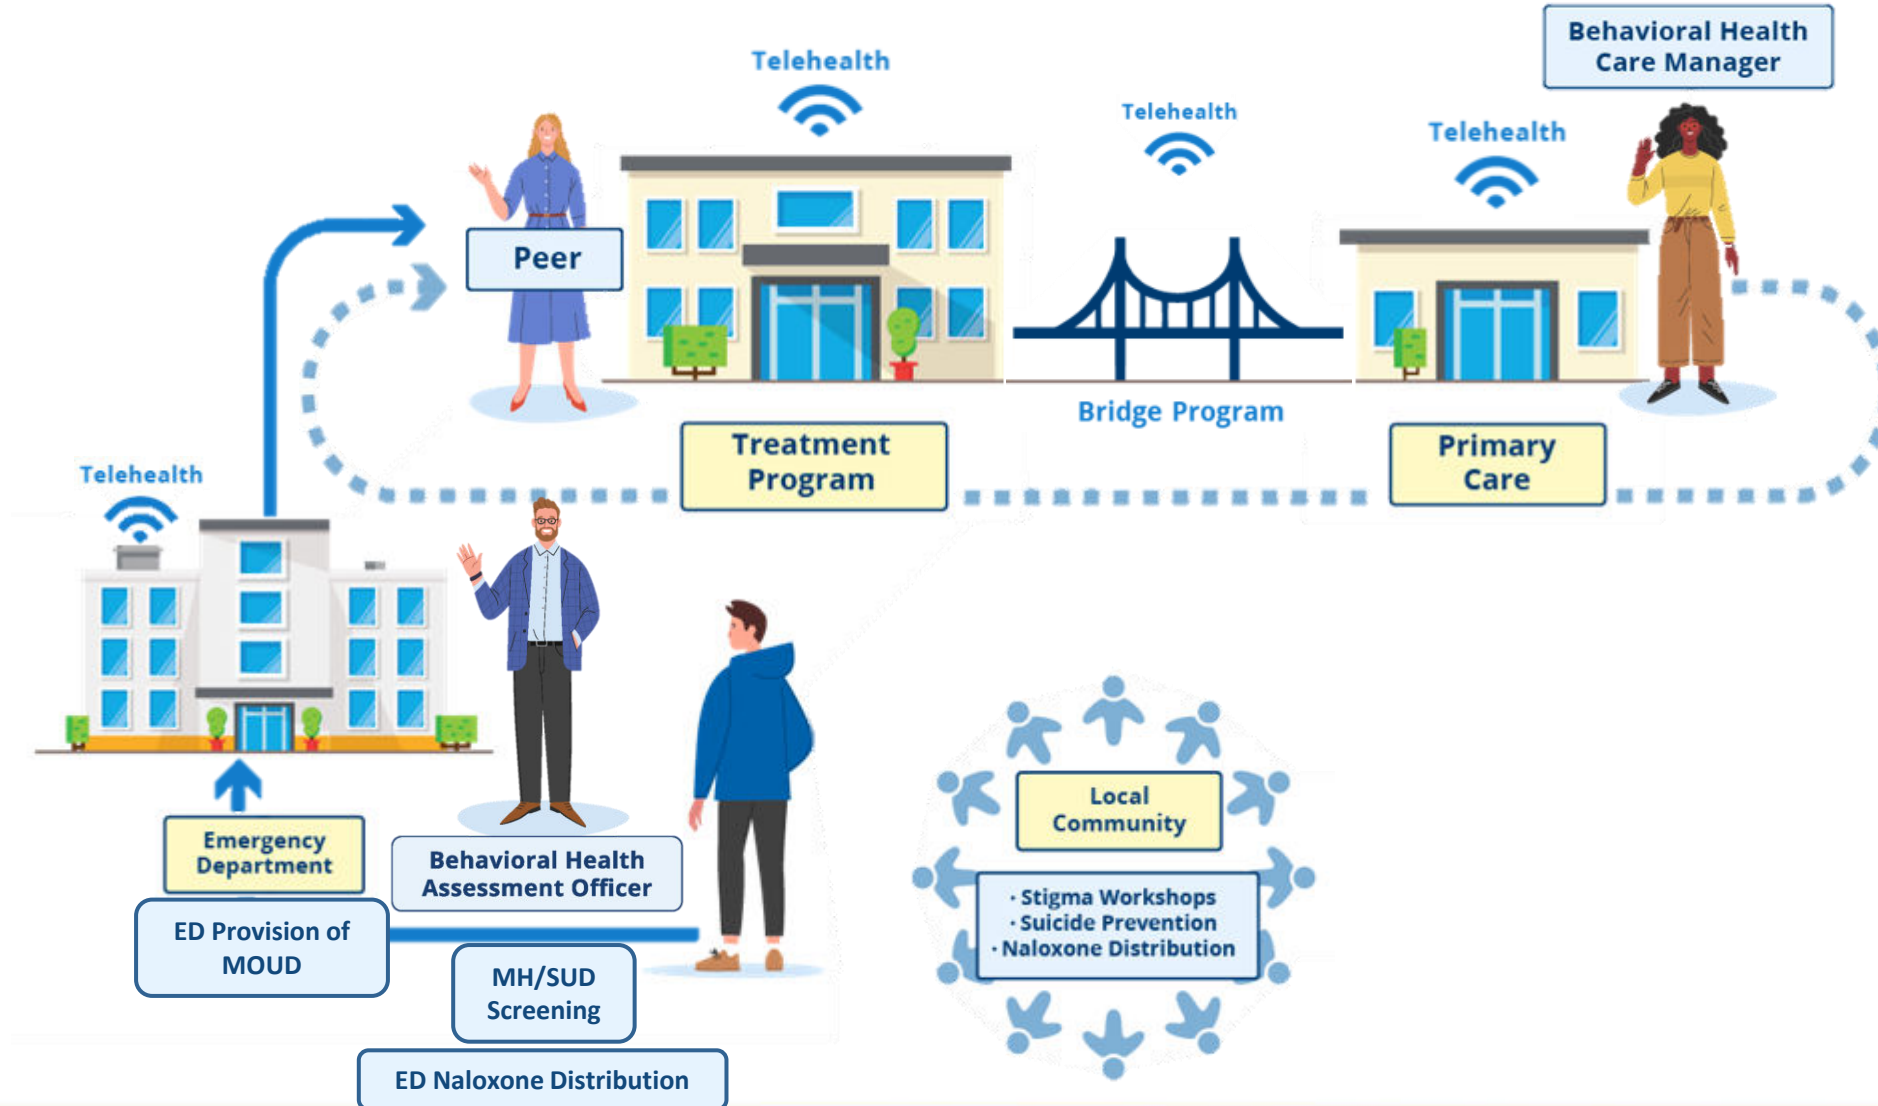 Behavioral Health
Care Manager
Telehealth
Telehealth
Telehealth
Peer
Bridge Program
Treatment
Program
Primary
Care
Telehealth
Emergency
Department
Behavioral Health
Assessment Officer
ED Provision of
MOUD
MH/SUD
Screening
ED Naloxone Distribution
Local
Community
· Stigma Workshops
· Suicide Prevention
· Naloxone Distribution